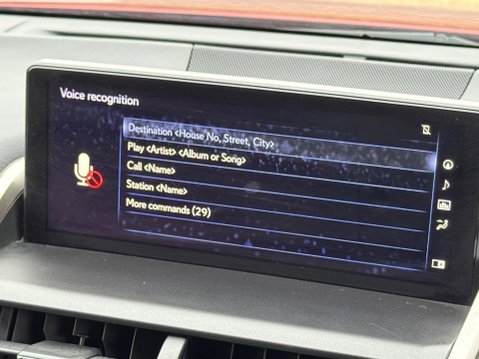 Voice recognition
Destination <House No, Street, City>
Play <Artist> <Album or Song>
Call <Name>
Station <Name>
More commands (29)